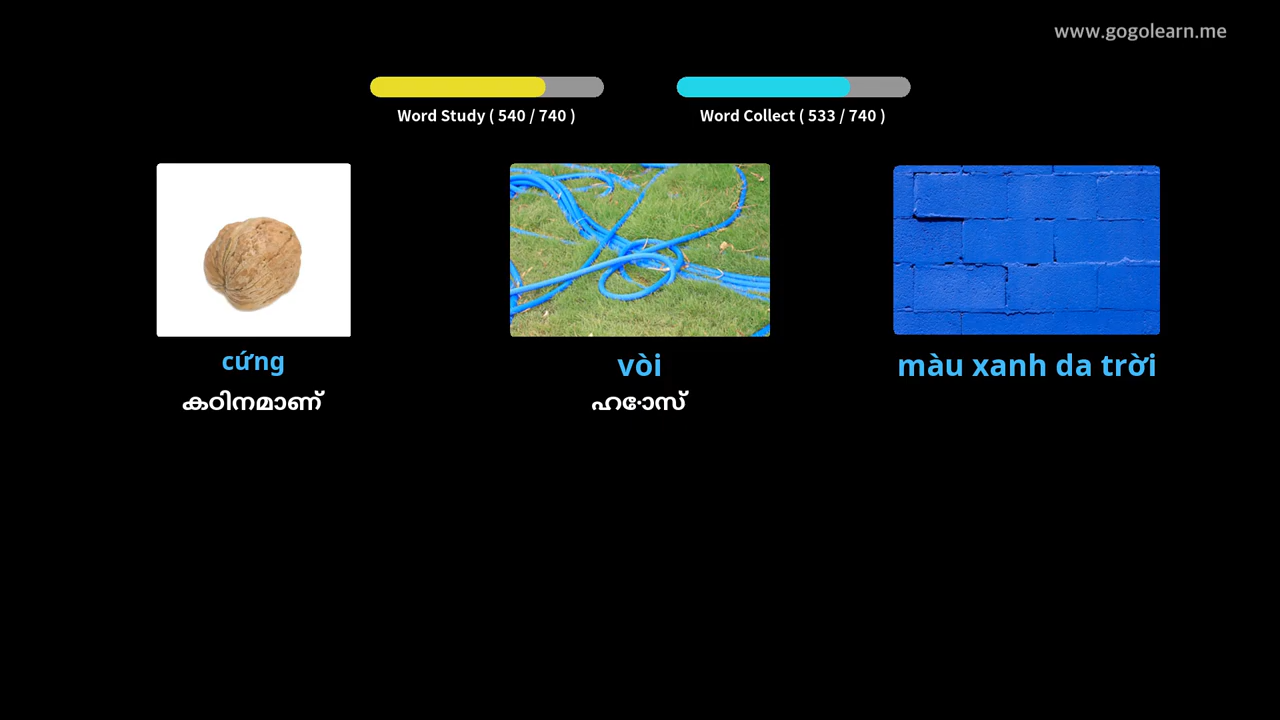 www.gogolearn.me
Word Study ( 540 / 740 )
Word Collect ( 533 / 740 )
cứng
vòi
màu xanh da trời
കഠിനമാണ്
ഹോസ്